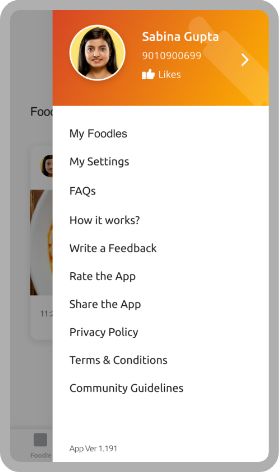 Sabina Gupta
9010900699
Likes
Food
My Foodles
My Settings
FAQs
How it works?
Write a Feedback
Rate the App
Share the App
Privacy Policy
Terms & Conditions
Community Guidelines
11:2
Foodle
App Ver 1.191